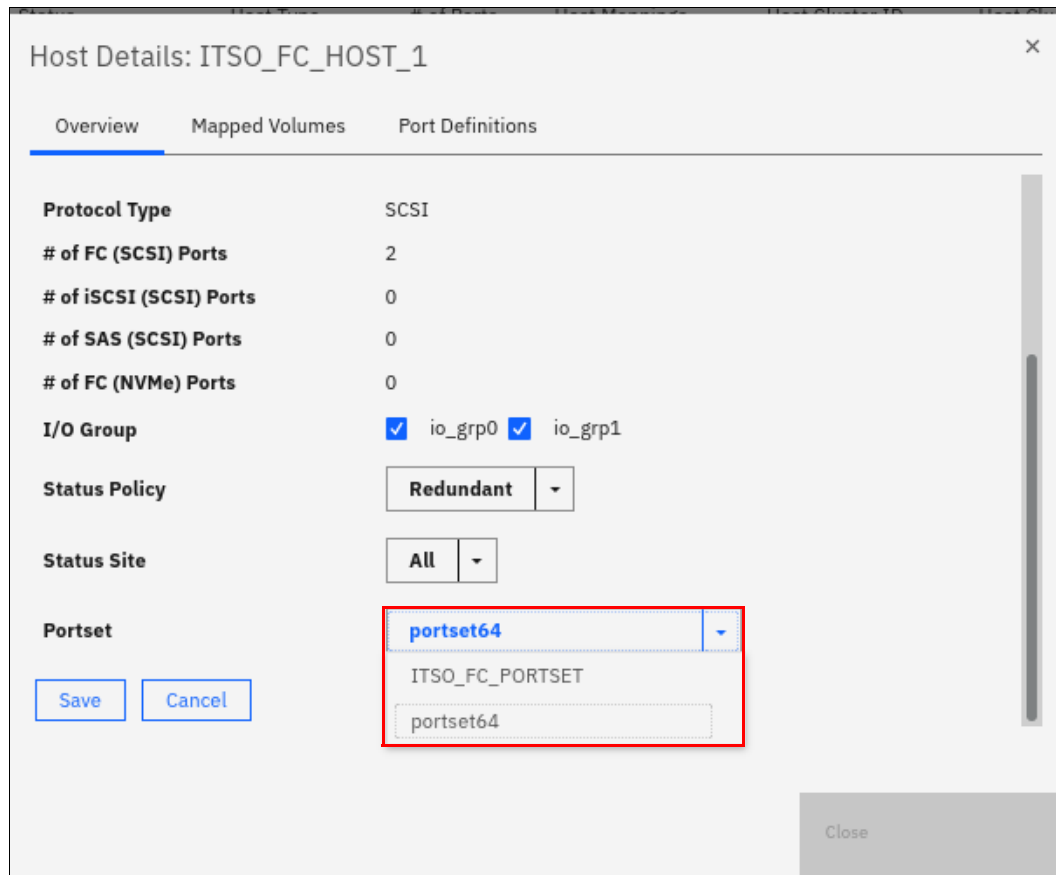 Host Details: ITSO_FC_HOST_1
Overview Mapped Volumes Port Definitions
Protocol Type SCSI
# of FC (SCSI) Ports 2
# of iSCSI (SCSI) Ports 0
# of SAS (SCSI) Ports 0
# of FC (NVMe) Ports 0
I/O Group io_grp0 io_grp1
Status Policy Redundant
Status Site All
Portset portset64
ITSO_FC_PORTSET
Save Cancel
portset64
Close